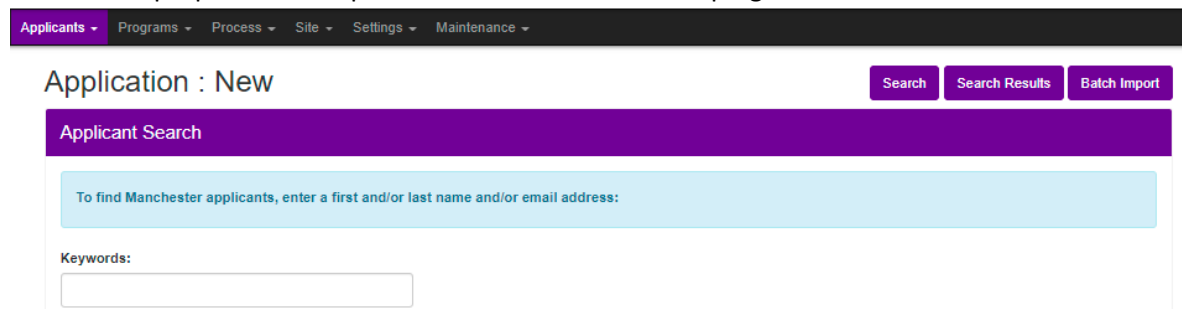 Applicants Programs Process Site Settings Maintenance
Application : New
Search Search Results Batch Import
Applicant Search
To find Manchester applicants, enter a first and/or last name and/or email address:
Keywords: